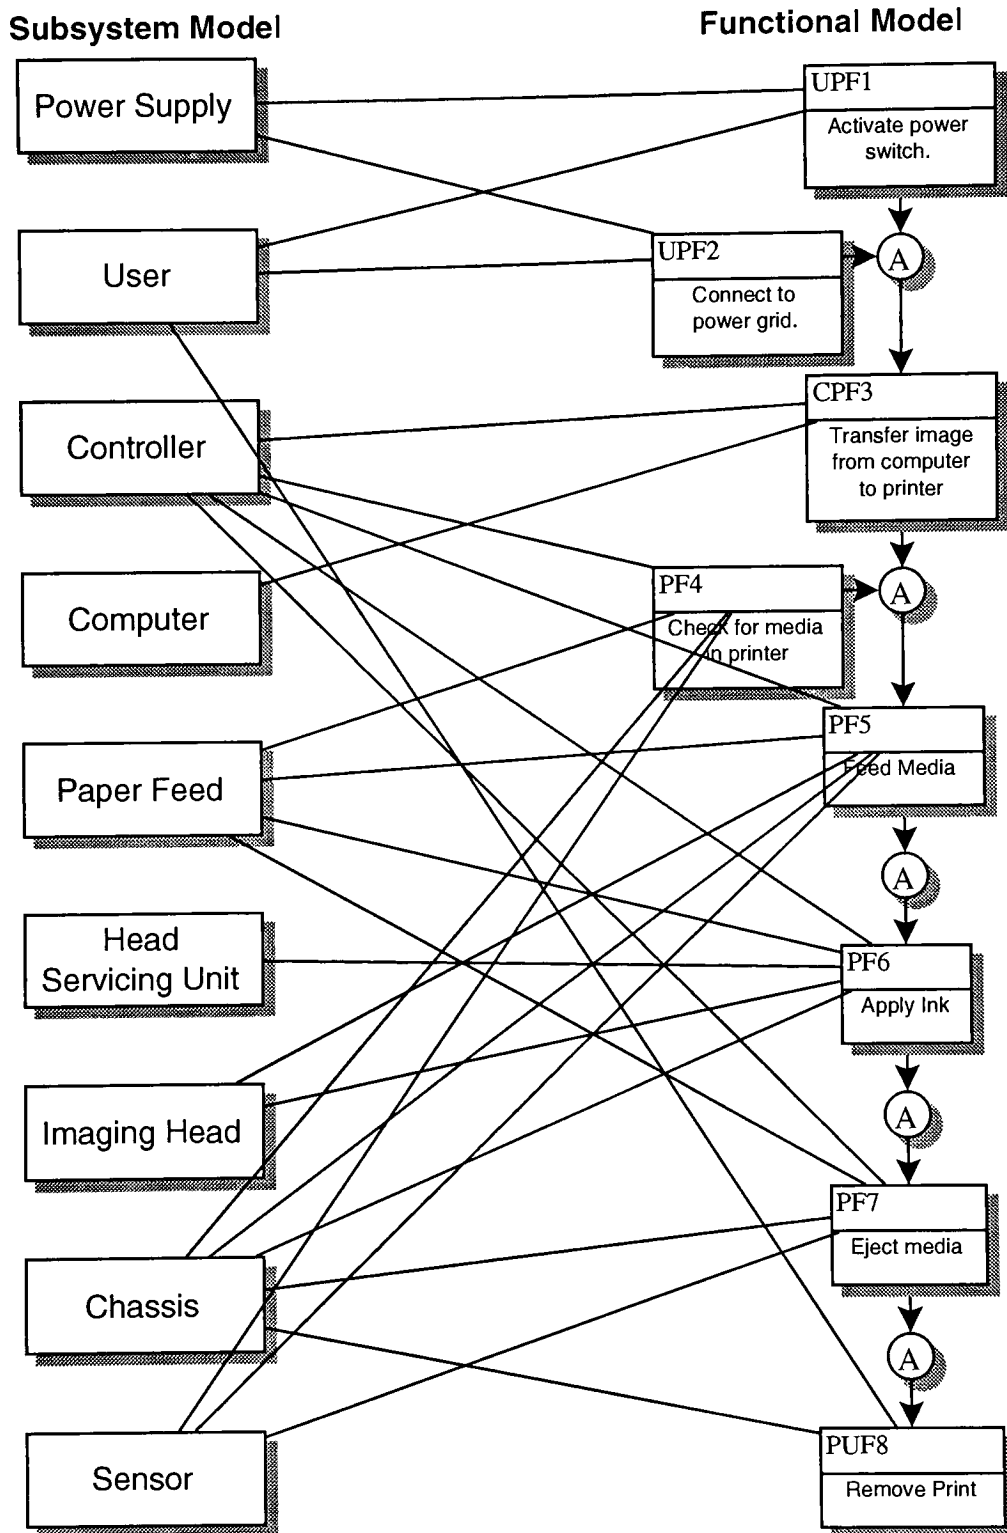 Subsystem Model
Functional Model
Power Supply
UPF1
Activate power
switch.
User
UPF2
Connect to
power grid.
A
Controller
CPF3
Transfer image
from computer
to printer
Computer
PF4
Check for media
in printer
A
Paper Feed
PF5
Feed Media
A
Head
Servicing Unit
PF6
Apply Ink
Imaging Head
A
PF7
Eject media
Chassis
A
Sensor
PUF8
Remove Print